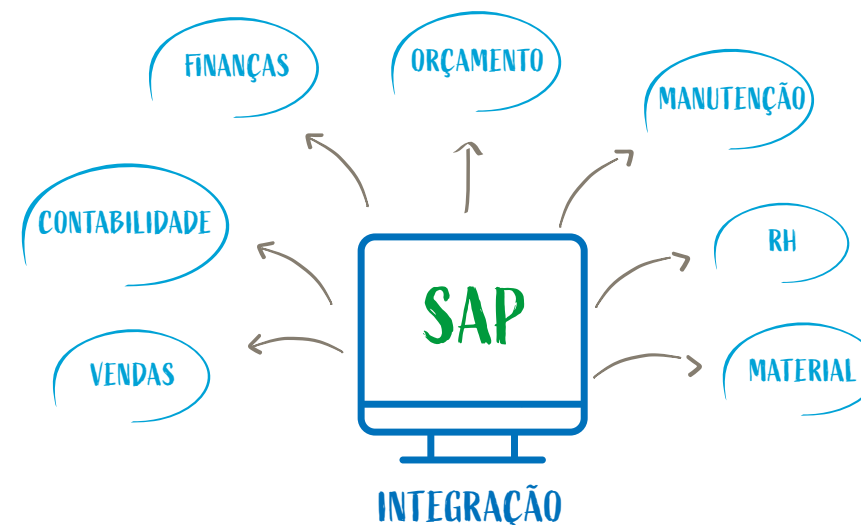 FINANÇAS
ORÇAMENTO
MANUTENÇÃO
CONTABILIDADE
RH
SAP
VENDAS
MATERIAL
INTEGRAÇÃO